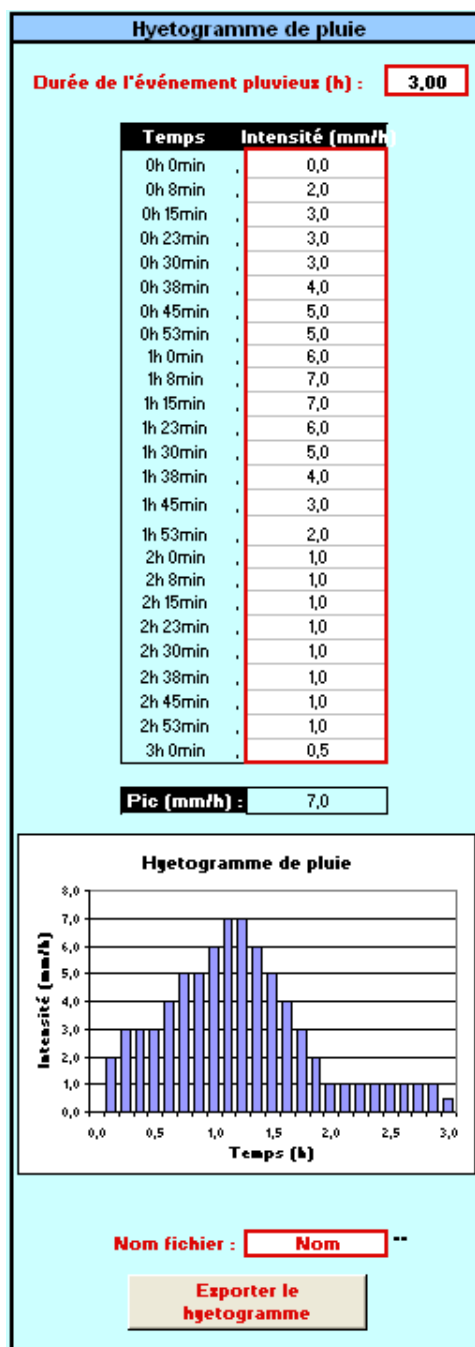 Hyetogramme de pluie
Durée de l'événement pluvieux (h) : 3,00
Temps Intensité (mm/h)
0h 0min , 0,0
0h 8min , 2,0
0h 15min , 3,0
0h 23min , 3,0
0h 30min , 3,0
0h 38min , 4,0
0h 45min , 5,0
0h 53min , 5,0
1h 0min , 6,0
1h 8min , 7,0
1h 15min , 7,0
1h 23min , 6,0
1h 30min , 5,0
1h 38min , 4,0
1h 45min , 3,0
1h 53min , 2,0
2h 0min , 1,0
2h 8min , 1,0
2h 15min , 1,0
2h 23min , 1,0
2h 30min , 1,0
2h 38min , 1,0
2h 45min , 1,0
2h 53min , 1,0
3h 0min , 0,5
Pic (mm/h) : 7,0
Hyetogramme de pluie
8,0
7,0
6,0
5,0
4,0
3,0
2,0
1,0
0,0
Intensité (mm/h)
0,0 0,5 1,0 1,5 2,0 2,5 3,0
Temps (h)
Nom fichier : Nom --
Exporter le
hyetogramme